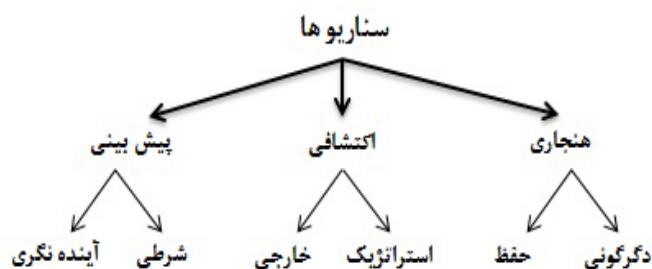 سناریو ها
هنجاری اکتشافی پیش بینی
دگرگونی حفظ استراتژیک خارجی شرطی آینده نگری